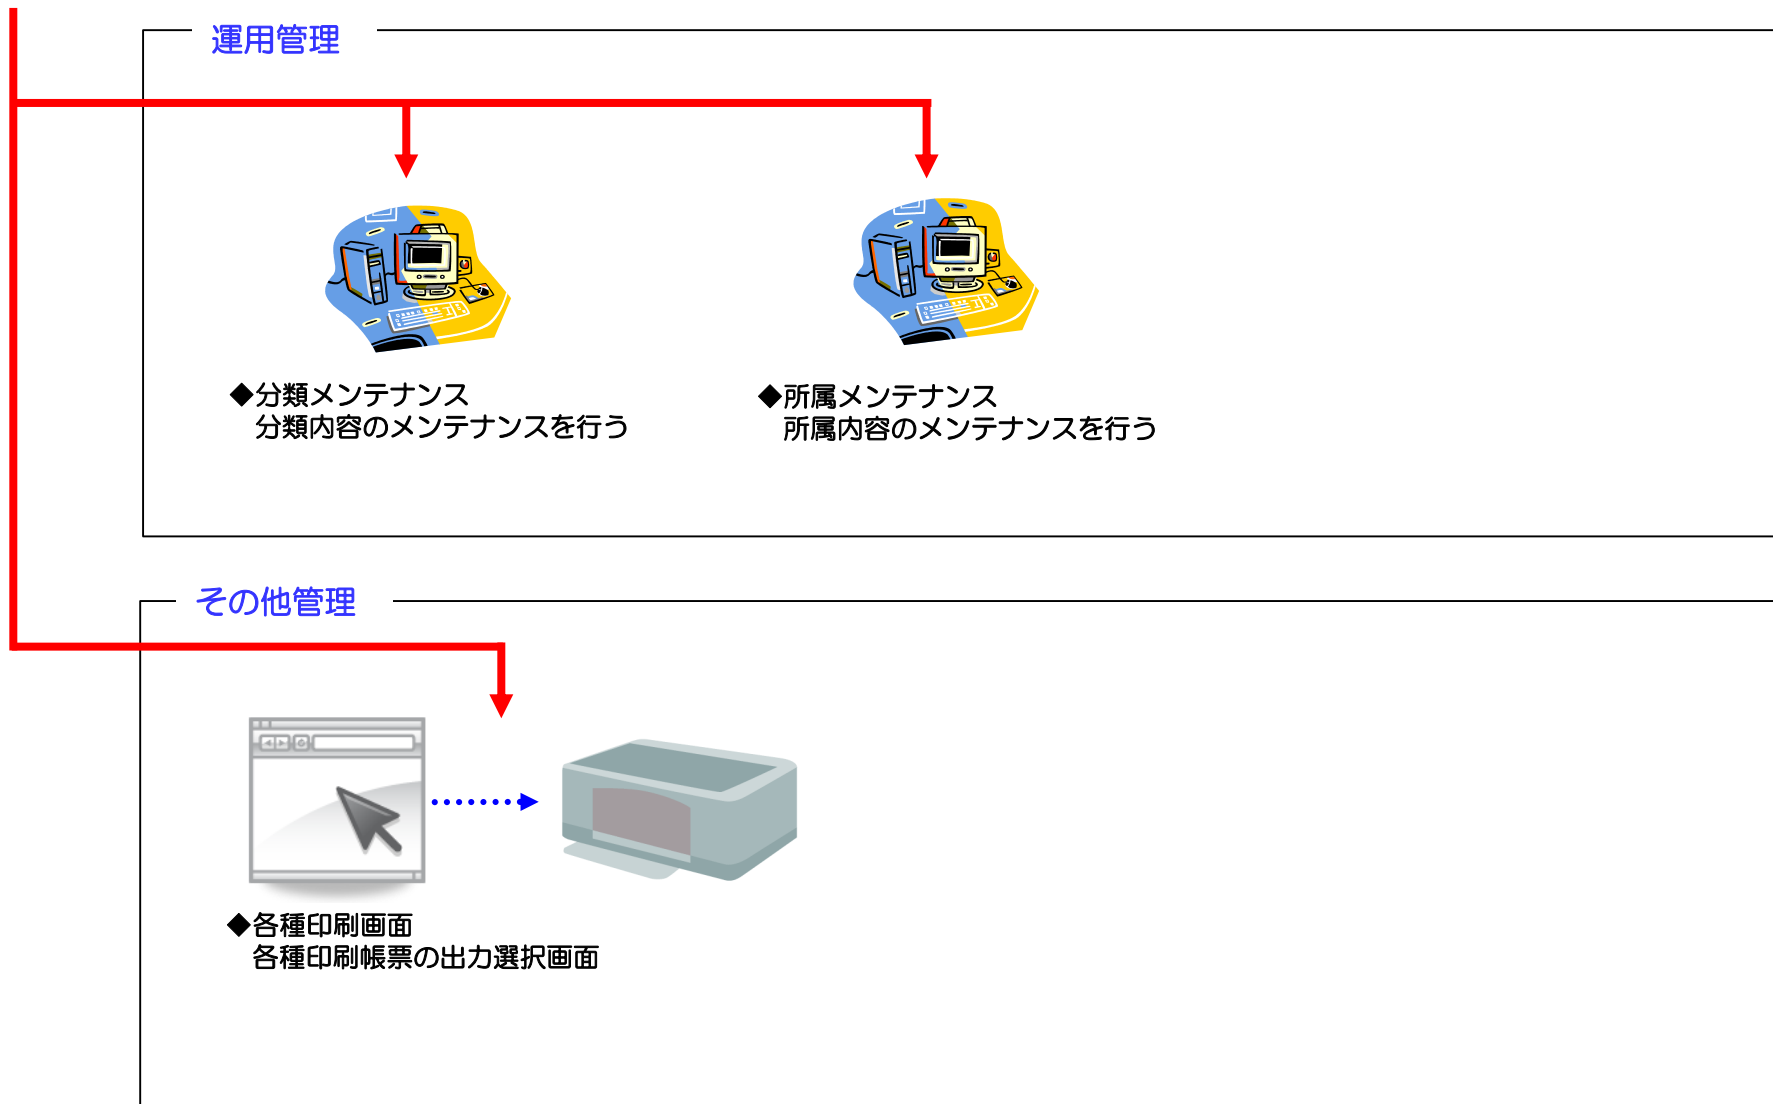 運用管理
◆分類メンテナンス
分類内容のメンテナンスを行う
◆所属メンテナンス
所属内容のメンテナンスを行う
その他管理
◆各種印刷画面
各種印刷帳票の出力選択画面